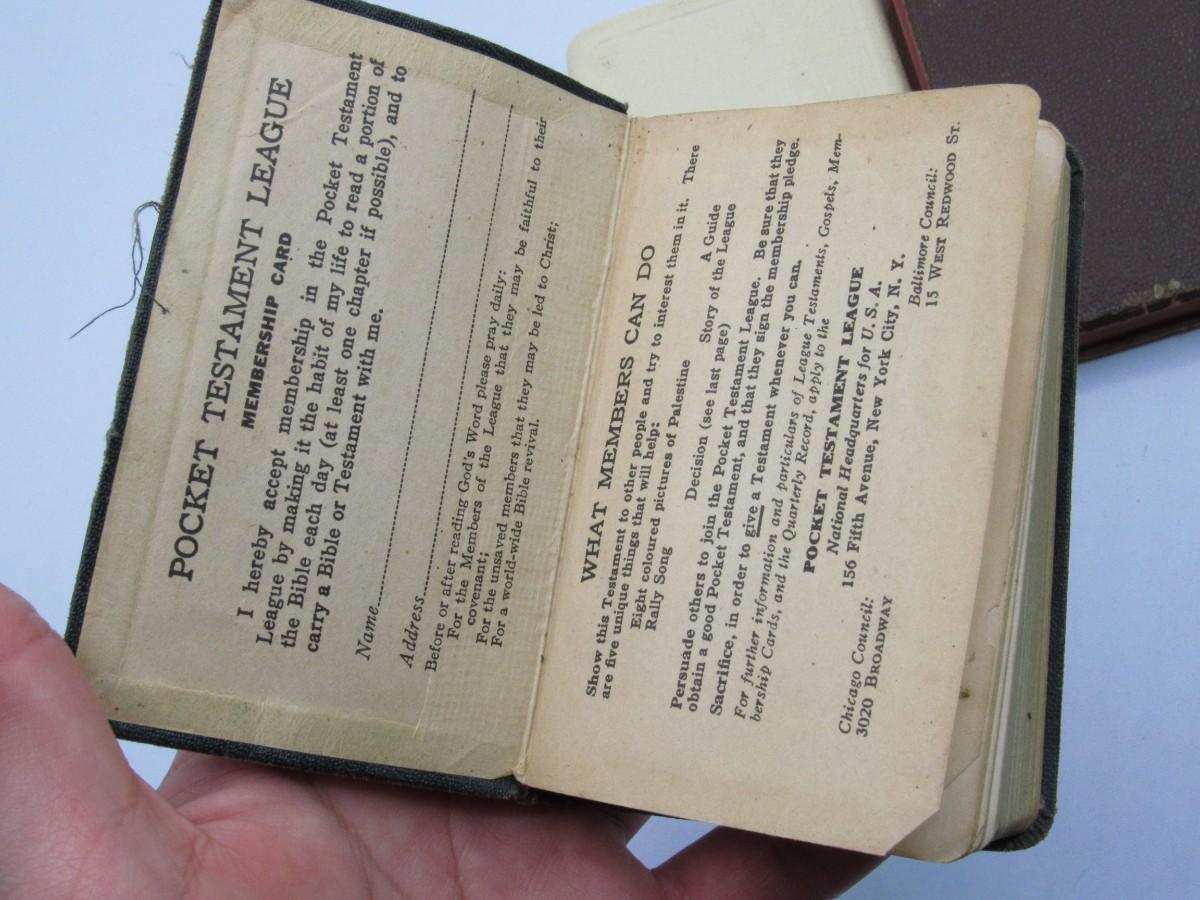 POCKET TESTAMENT LEAGUE
MEMBERSHIP CARD
I hereby accept membership in the Pocket Testament
League by making it the habit of my life to read a portion of
the Bible each day (at least one chapter if possible), and to
carry a Bible or Testament with me.
Name
Address
Before or after reading God's Word please pray daily:
For the Members of the League that they may be faithful to their
covenant;
For the unsaved members that they may be led to Christ;
For a world-wide Bible revival.
WHAT MEMBERS CAN DO
Show this Testament to other people and try to interest them in it. There
are five unique things that will help:
Eight coloured pictures of Palestine A Guide
Rally Song Decision (see last page) Story of the League
Persuade others to join the Pocket Testament League. Be sure that they
obtain a good Pocket Testament, and that they sign the membership pledge.
Sacrifice, in order to give a Testament whenever you can.
For further information and particulars of League Testaments, Gospels, Mem-
bership Cards, and the Quarterly Record, apply to the
POCKET TESTAMENT LEAGUE
National Headquarters for U. S. A.
156 Fifth Avenue, New York City, N. Y.
Chicago Council: Baltimore Council:
3020 BROADWAY 15 WEST REDWOOD ST.